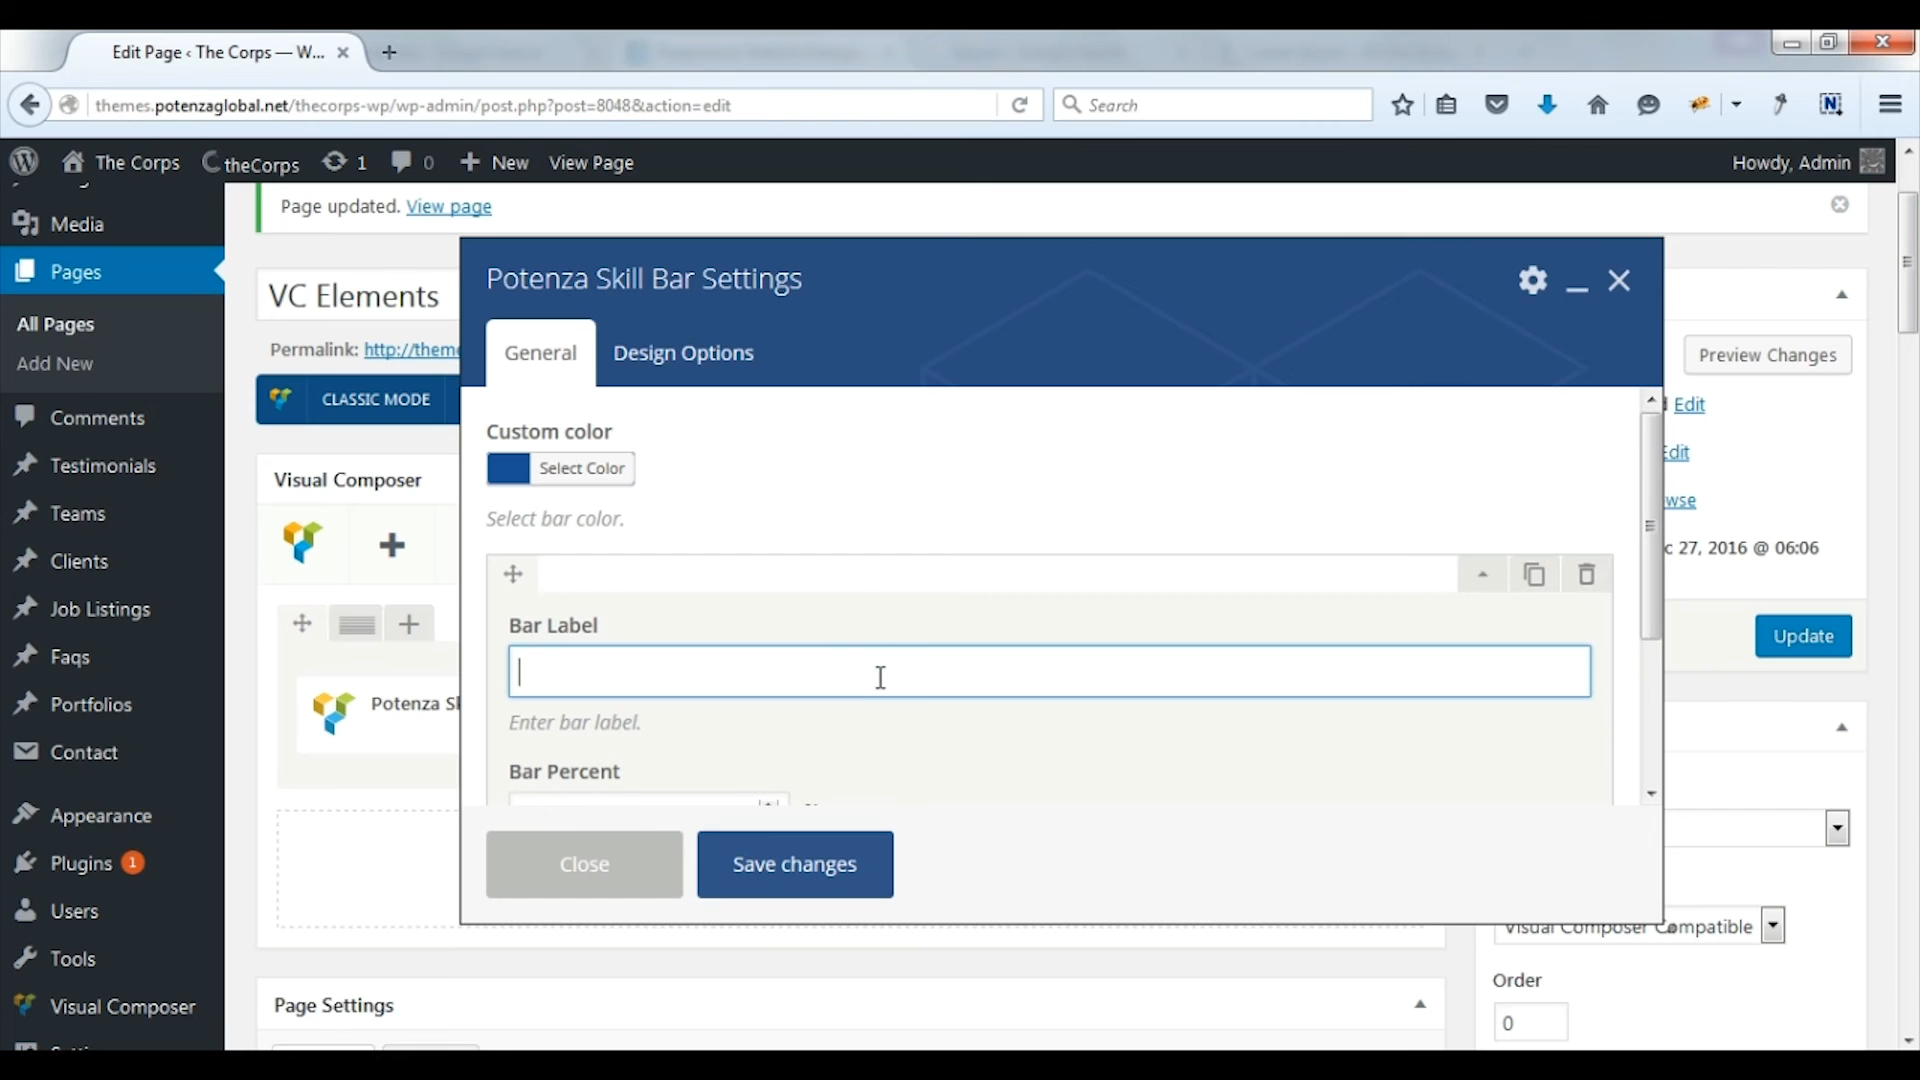 Edit Page ‹ The Corps — W...
themes.potenzaglobal.net/thecorps-wp/wp-admin/post.php?post=8048&action=edit
Search
The Corps
theCorps
1
0
New
View Page
Howdy, Admin
Media
Pages
All Pages
Add New
Comments
Testimonials
Teams
Clients
Job Listings
Faqs
Portfolios
Contact
Appearance
Plugins 1
Users
Tools
Visual Composer
Page updated. View page
VC Elements
Permalink: http://theme
CLASSIC MODE
Visual Composer
Potenza Sk
Page Settings
Potenza Skill Bar Settings
General
Design Options
Custom color
Select Color
Select bar color.
Bar Label
Enter bar label.
Bar Percent
Close
Save changes
Preview Changes
Edit
Edit
wse
c 27, 2016 @ 06:06
Update
Visual Composer Compatible
Order
0